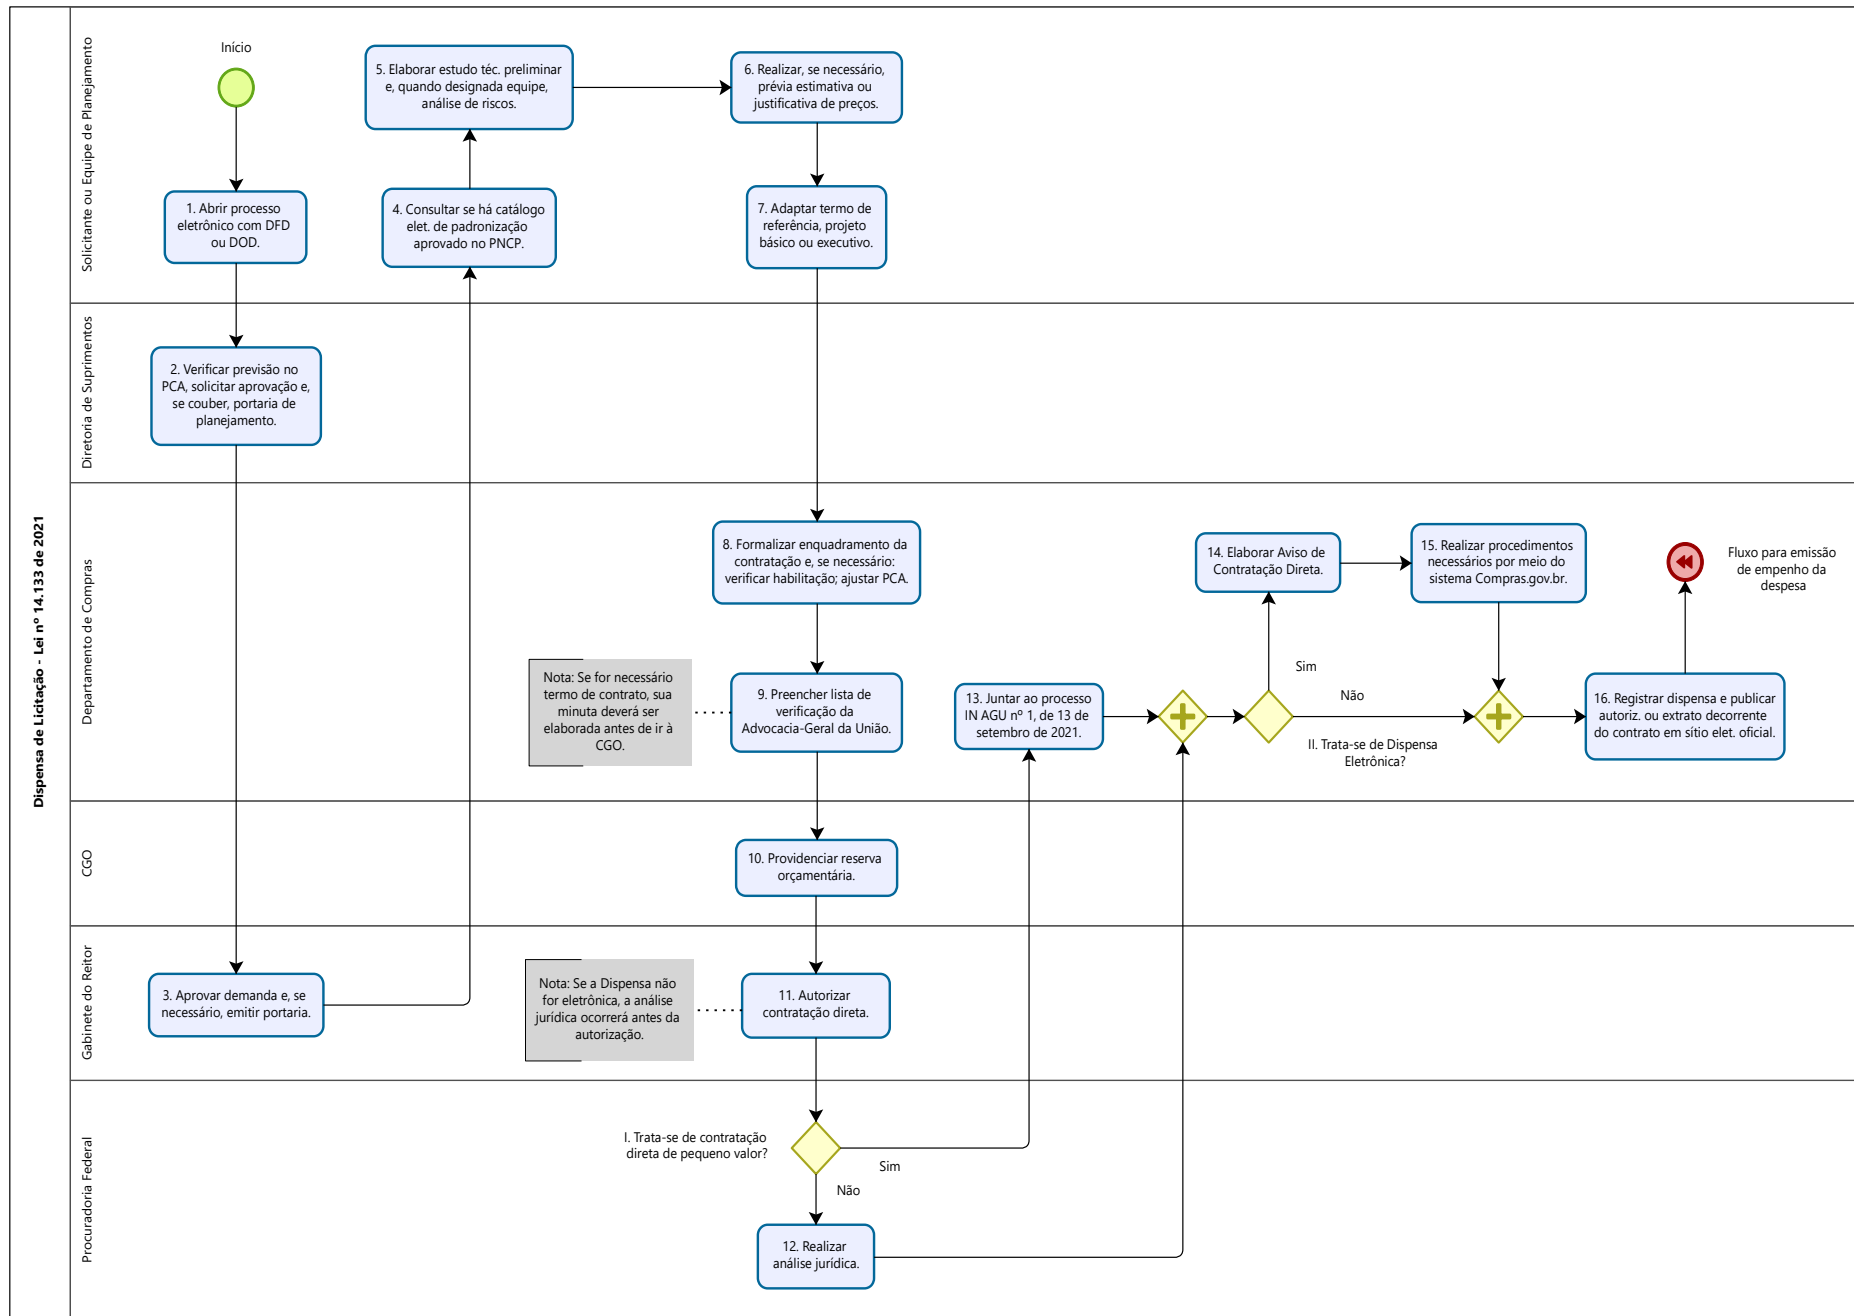 Dispensa de Licitação - Lei nº 14.133 de 2021
Solicitante ou Equipe de Planejamento
Início
1. Abrir processo
eletrônico com DFD
ou DOD.
5. Elaborar estudo téc. preliminar
e, quando designada equipe,
análise de riscos.
4. Consultar se há catálogo
elet. de padronização
aprovado no PNCP.
6. Realizar, se necessário,
prévia estimativa ou
justificativa de preços.
7. Adaptar termo de
referência, projeto
básico ou executivo.
Diretoria de Suprimentos
2. Verificar previsão no
PCA, solicitar aprovação e,
se couber, portaria de
planejamento.
Departamento de Compras
8. Formalizar enquadramento da
contratação e, se necessário:
verificar habilitação; ajustar PCA.
Nota: Se for necessário
termo de contrato, sua
minuta deverá ser
elaborada antes de ir à
CGO.
9. Preencher lista de
verificação da
Advocacia-Geral da União.
13. Juntar ao processo
IN AGU nº 1, de 13 de
setembro de 2021.
14. Elaborar Aviso de
Contratação Direta.
15. Realizar procedimentos
necessários por meio do
sistema Compras.gov.br.
Sim
Não
II. Trata-se de Dispensa
Eletrônica?
16. Registrar dispensa e publicar
autoriz. ou extrato decorrente
do contrato em sítio elet. oficial.
Fluxo para emissão
de empenho da
despesa
CGO
10. Providenciar reserva
orçamentária.
Gabinete do Reitor
3. Aprovar demanda e, se
necessário, emitir portaria.
Nota: Se a Dispensa não
for eletrônica, a análise
jurídica ocorrerá antes da
autorização.
11. Autorizar
contratação direta.
Procuradoria Federal
I. Trata-se de contratação
direta de pequeno valor?
Sim
Não
12. Realizar
análise jurídica.